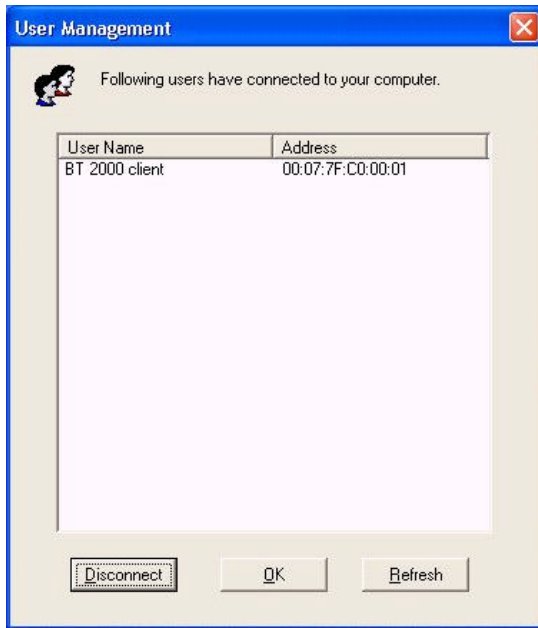 User Management
Following users have connected to your computer.
User Name Address
BT 2000 client 00:07:7F:C0:00:01
Disconnect OK Refresh